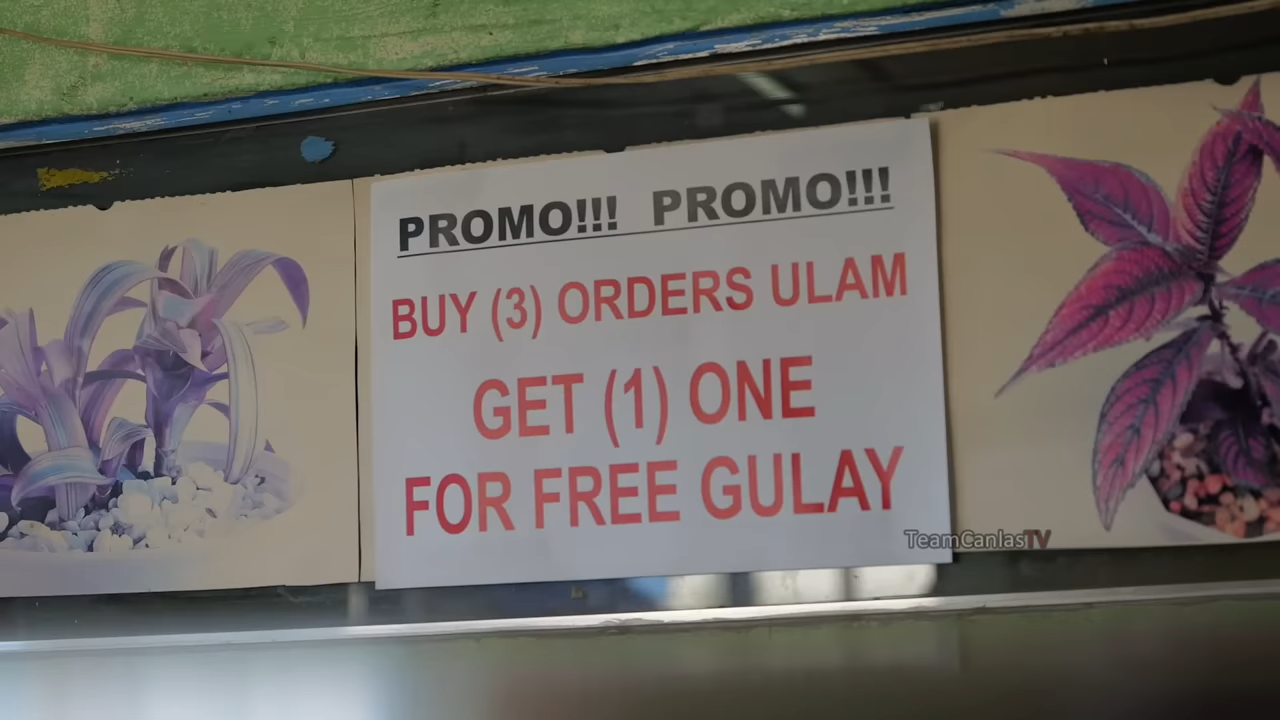 PROMO!!! PROMO!!!
BUY (3) ORDERS ULAM
GET (1) ONE
FOR FREE GULAY
TeamCanlasTV